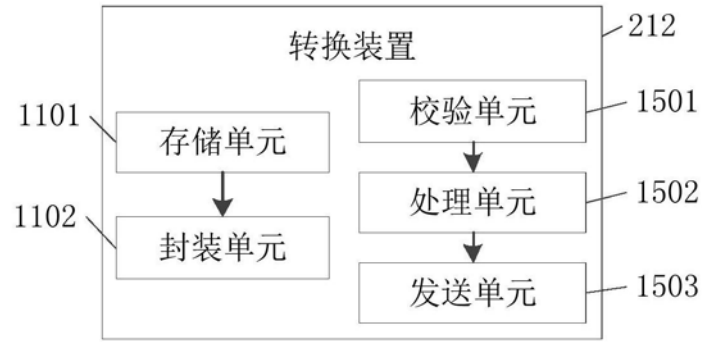 212
转换装置
1101
存储单元
1102
封装单元
校验单元
1501
处理单元
1502
发送单元
1503